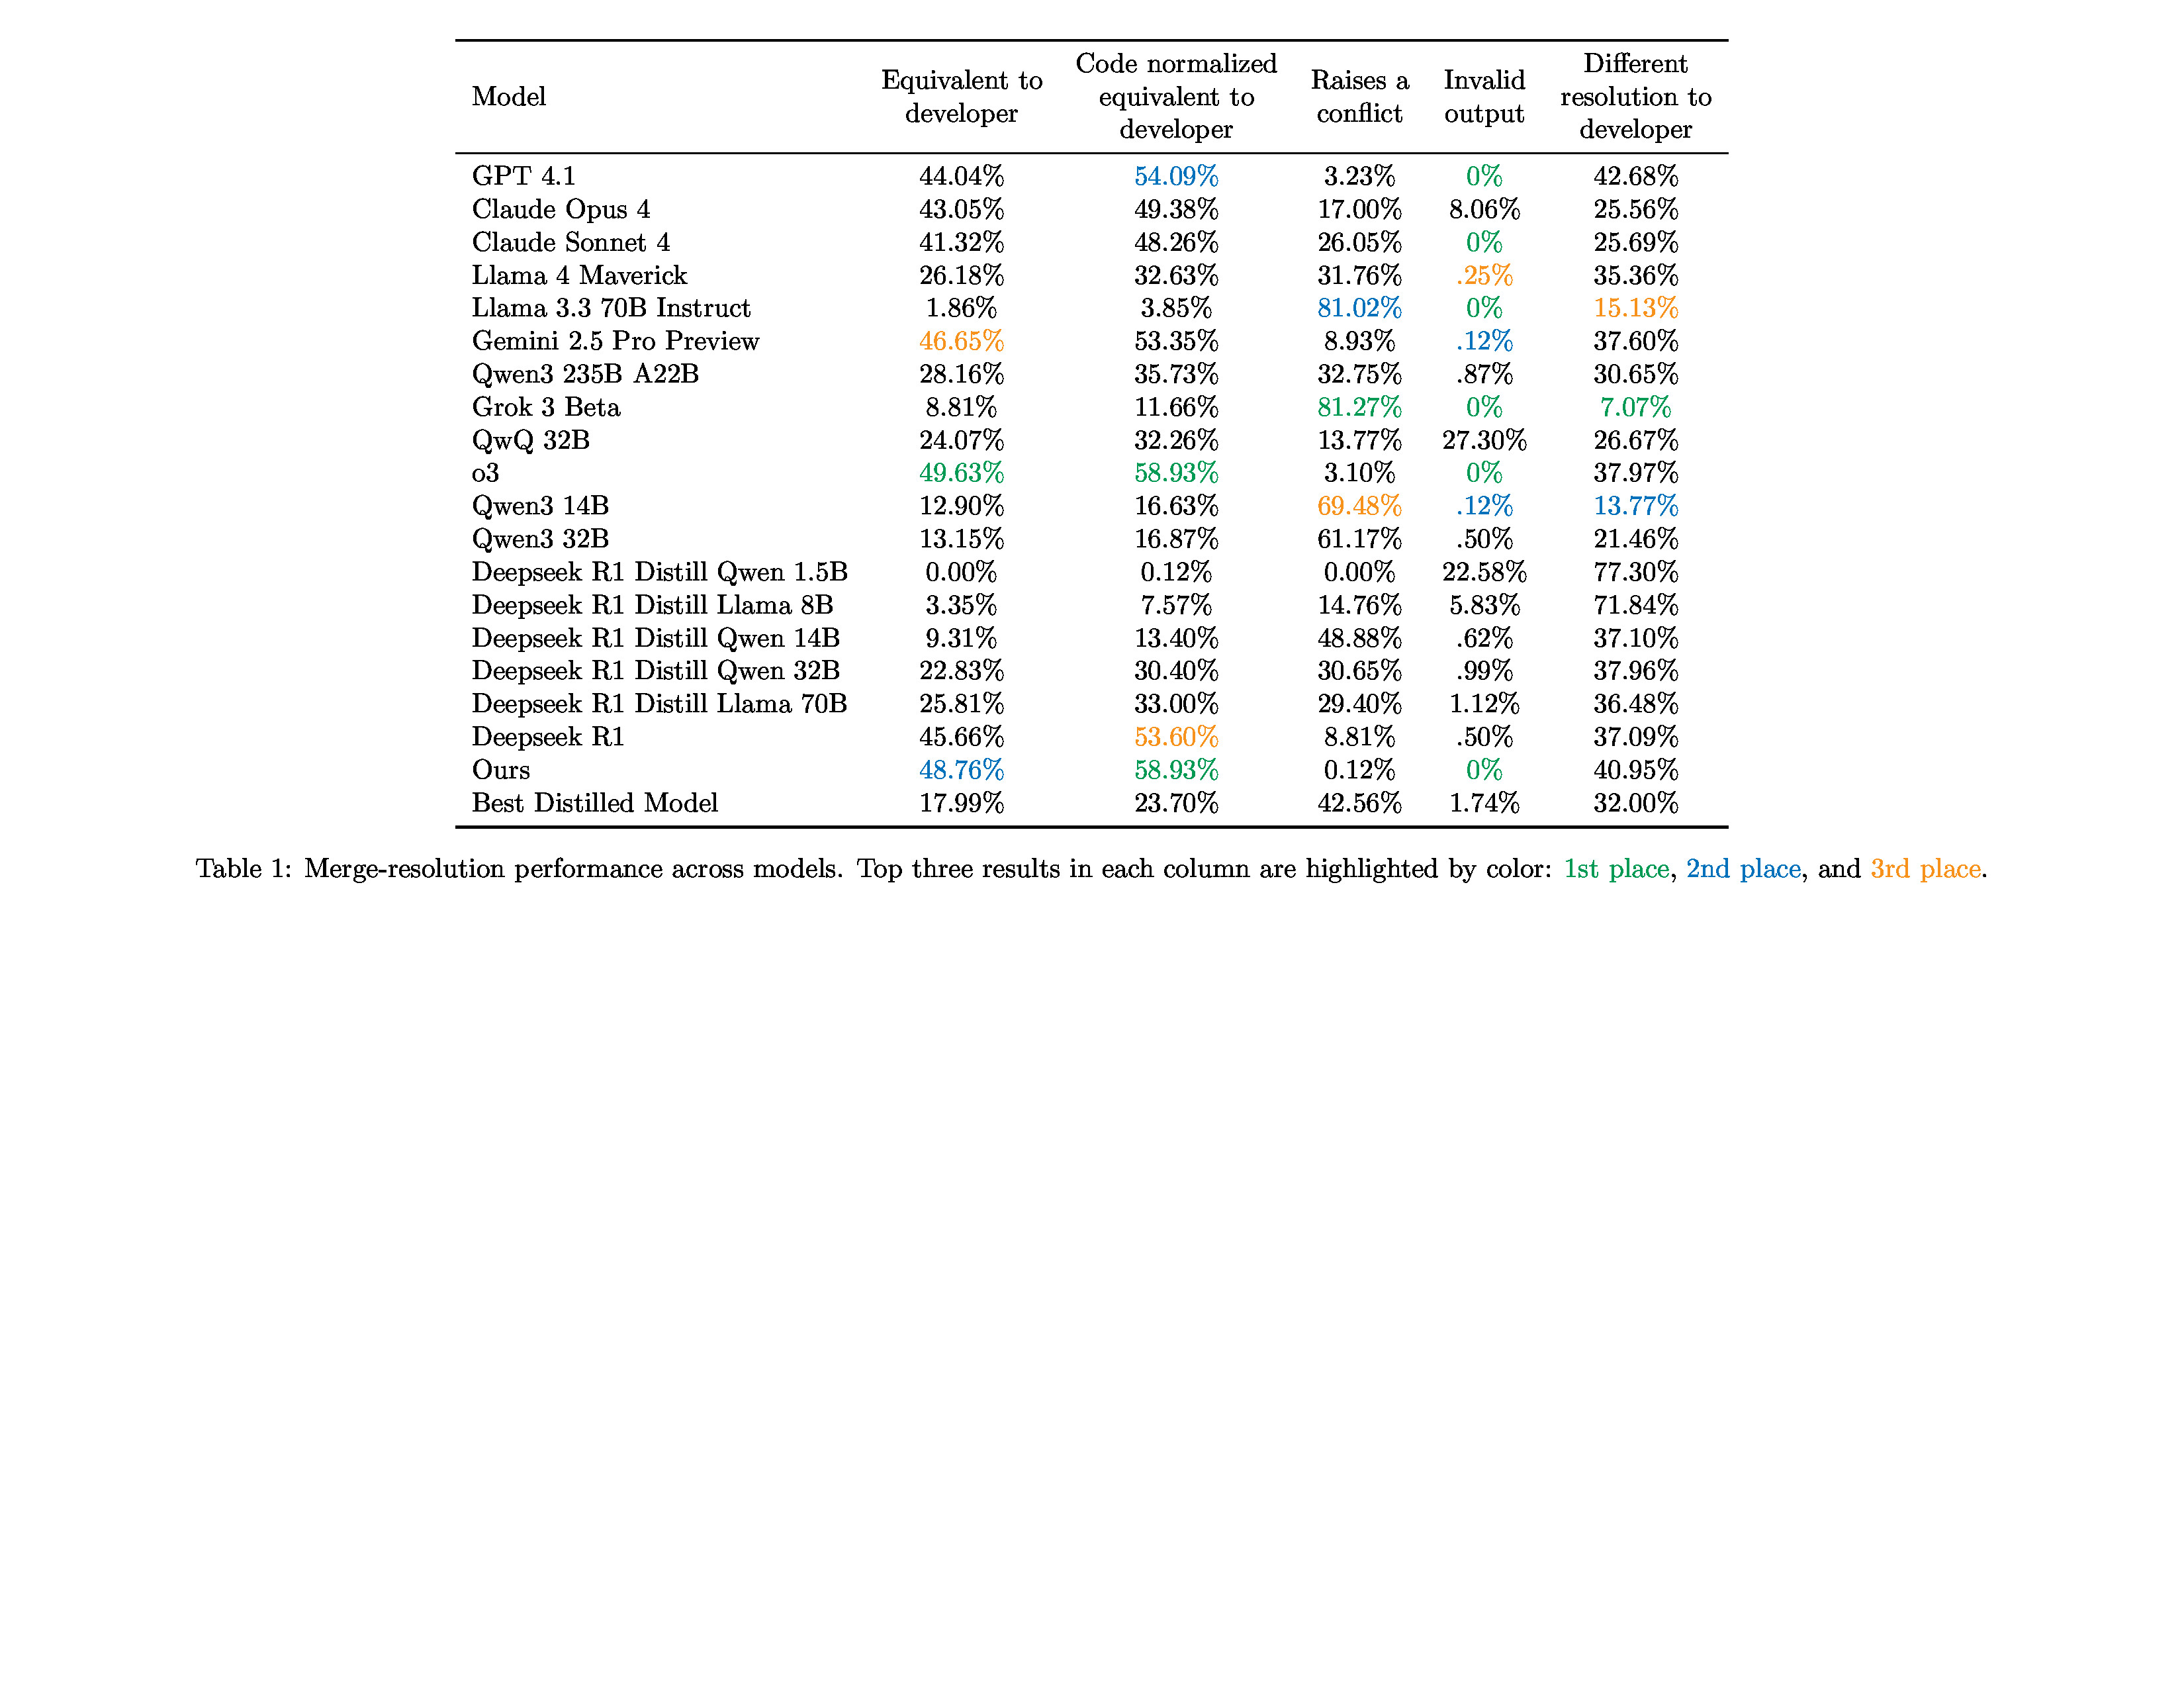 Model Equivalent to developer Code normalized equivalent to developer Raises a conflict Invalid output Different resolution to developer
GPT 4.1 44.04% 54.09% 3.23% 0% 42.68%
Claude Opus 4 43.05% 49.38% 17.00% 8.06% 25.56%
Claude Sonnet 4 41.32% 48.26% 26.05% 0% 25.69%
Llama 4 Maverick 26.18% 32.63% 31.76% .25% 35.36%
Llama 3.3 70B Instruct 1.86% 3.85% 81.02% 0% 15.13%
Gemini 2.5 Pro Preview 46.65% 53.35% 8.93% .12% 37.60%
Qwen3 235B A22B 28.16% 35.73% 32.75% .87% 30.65%
Grok 3 Beta 8.81% 11.66% 81.27% 0% 7.07%
QwQ 32B 24.07% 32.26% 13.77% 27.30% 26.67%
o3 49.63% 58.93% 3.10% 0% 37.97%
Qwen3 14B 12.90% 16.63% 69.48% .12% 13.77%
Qwen3 32B 13.15% 16.87% 61.17% .50% 21.46%
Deepseek R1 Distill Qwen 1.5B 0.00% 0.12% 0.00% 22.58% 77.30%
Deepseek R1 Distill Llama 8B 3.35% 7.57% 14.76% 5.83% 71.84%
Deepseek R1 Distill Qwen 14B 9.31% 13.40% 48.88% .62% 37.10%
Deepseek R1 Distill Qwen 32B 22.83% 30.40% 30.65% .99% 37.96%
Deepseek R1 Distill Llama 70B 25.81% 33.00% 29.40% 1.12% 36.48%
Deepseek R1 45.66% 53.60% 8.81% .50% 37.09%
Ours 48.76% 58.93% 0.12% 0% 40.95%
Best Distilled Model 17.99% 23.70% 42.56% 1.74% 32.00%
Table 1: Merge-resolution performance across models. Top three results in each column are highlighted by color: 1st place, 2nd place, and 3rd place.